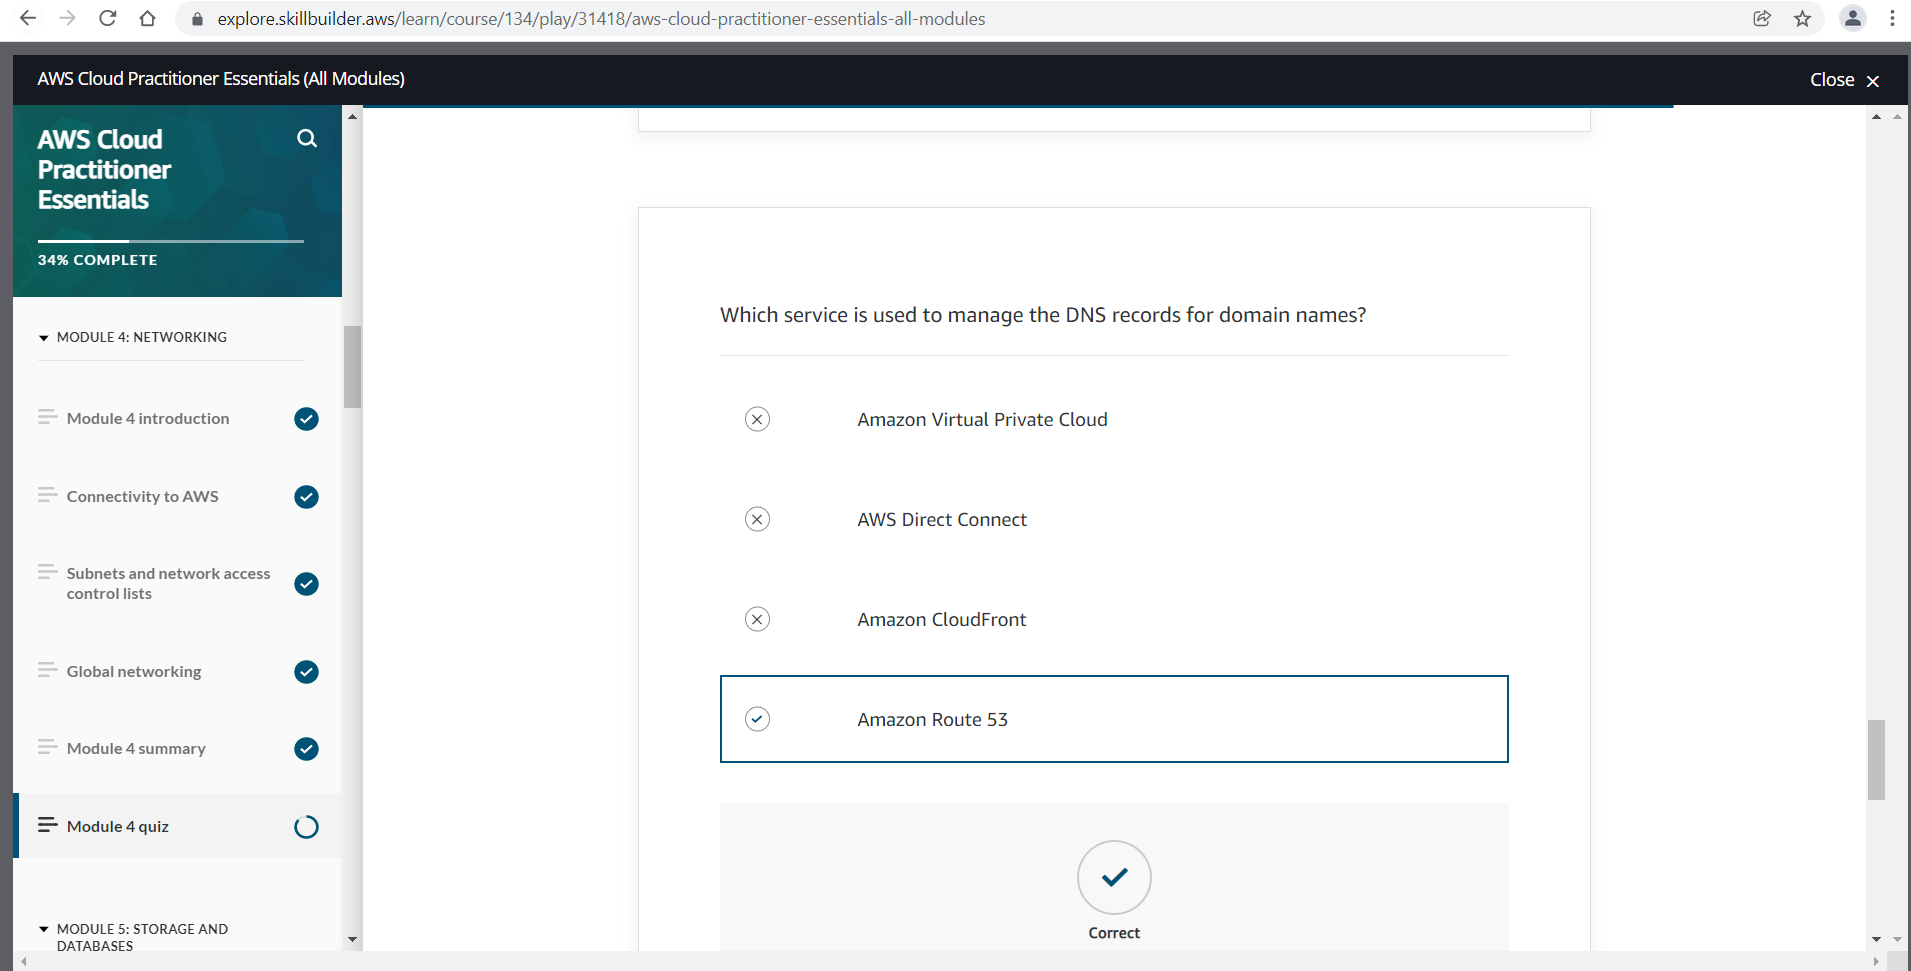 explore.skillbuilder.aws/learn/course/134/play/31418/aws-cloud-practitioner-essentials-all-modules
AWS Cloud Practitioner Essentials (All Modules)
Close
AWS Cloud
Practitioner
Essentials
34% COMPLETE
MODULE 4: NETWORKING
Module 4 introduction
Connectivity to AWS
Subnets and network access
control lists
Global networking
Module 4 summary
Module 4 quiz
MODULE 5: STORAGE AND
DATABASES
Which service is used to manage the DNS records for domain names?
Amazon Virtual Private Cloud
AWS Direct Connect
Amazon CloudFront
Amazon Route 53
Correct